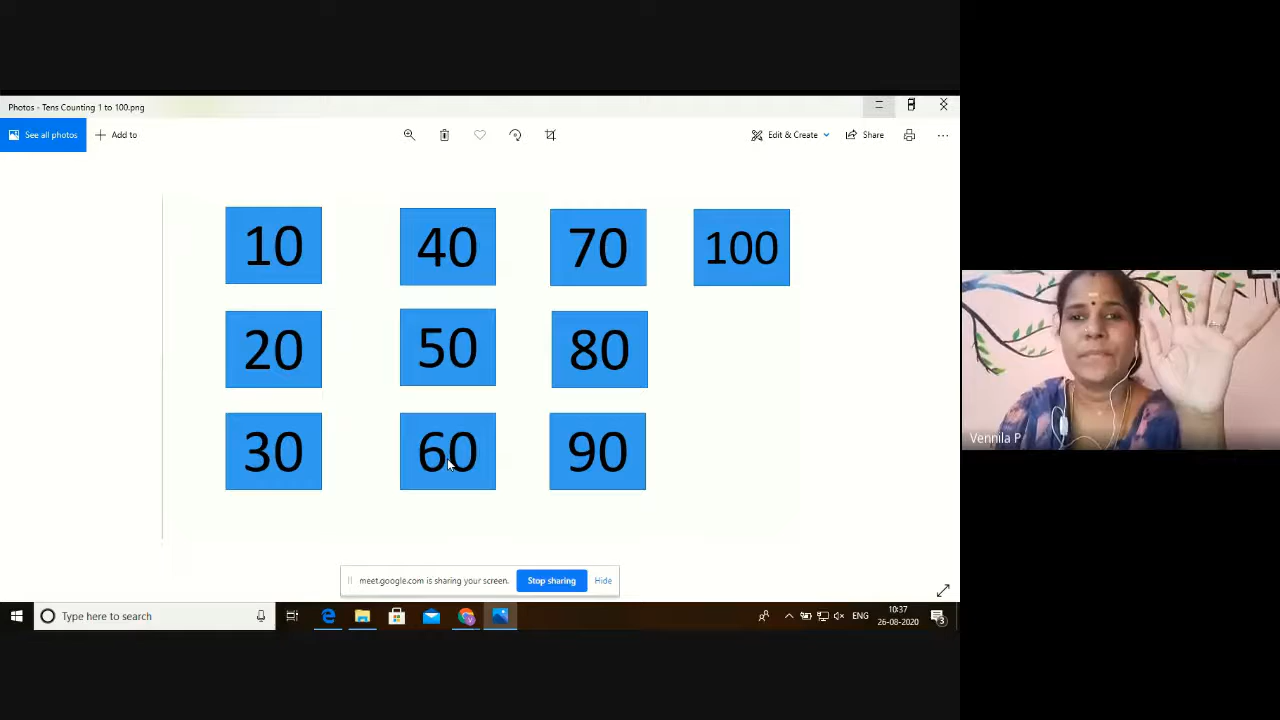 Photos - Tens Counting 1 to 100.png
See all photos
Add to
Edit & Create
Share
10 40 70 100
20 50 80
30 60 90
Vennila P
meet.google.com is sharing your screen.
Stop sharing
Hide
Type here to search
ENG
10:37
26-08-2020
3